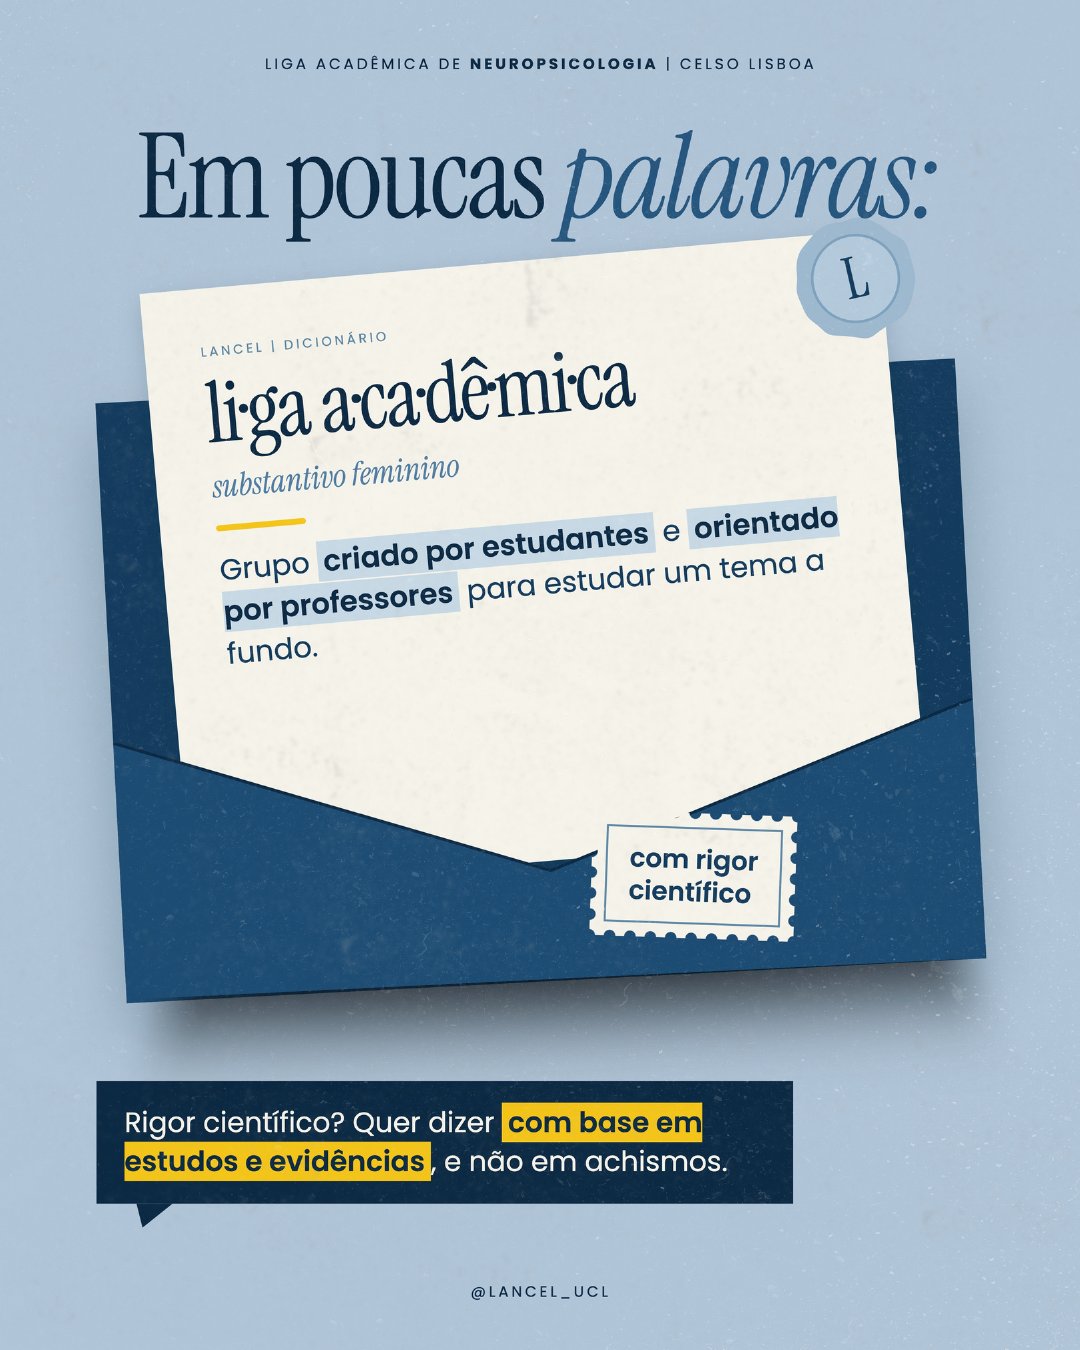 LIGA ACADÊMICA DE NEUROPSICOLOGIA | CELSO LISBOA
Em poucas palavras:
L
LANCEL | DICIONÁRIO
li·ga a·ca·dê·mi·ca
substantivo feminino
Grupo criado por estudantes e orientado
por professores para estudar um tema a
fundo.
com rigor
científico
Rigor científico? Quer dizer com base em
estudos e evidências, e não em achismos.
@LANCEL_UCL